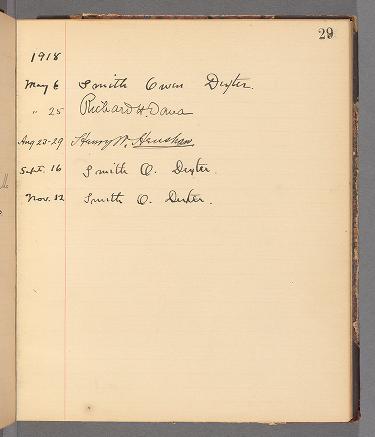 29
1918
May 6 Smith Owen Dexter.
" 25 Richard H Dana
Aug 23-29 Henry W. Henshaw.
Sept. 16 Smith O. Dexter.
Nov. 12 Smith O. Dexter.